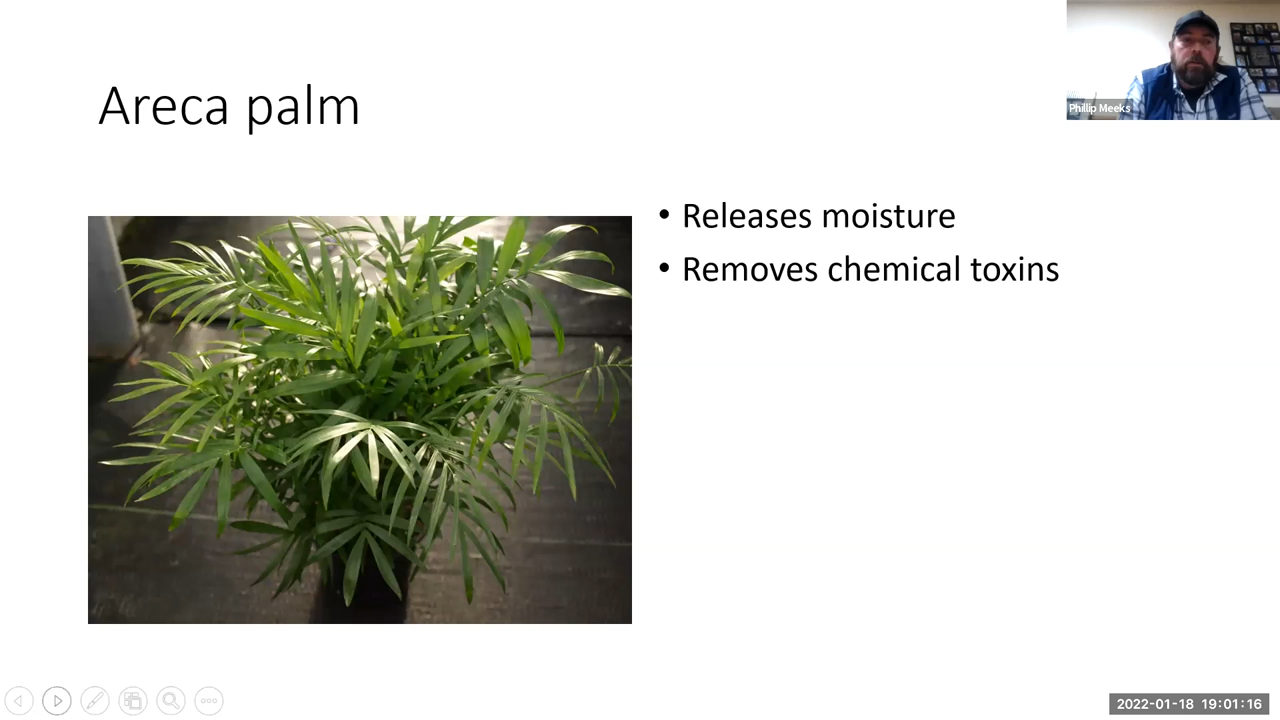 Areca palm
Phillip Meeks
• Releases moisture
• Removes chemical toxins
2022-01-18 19:01:16